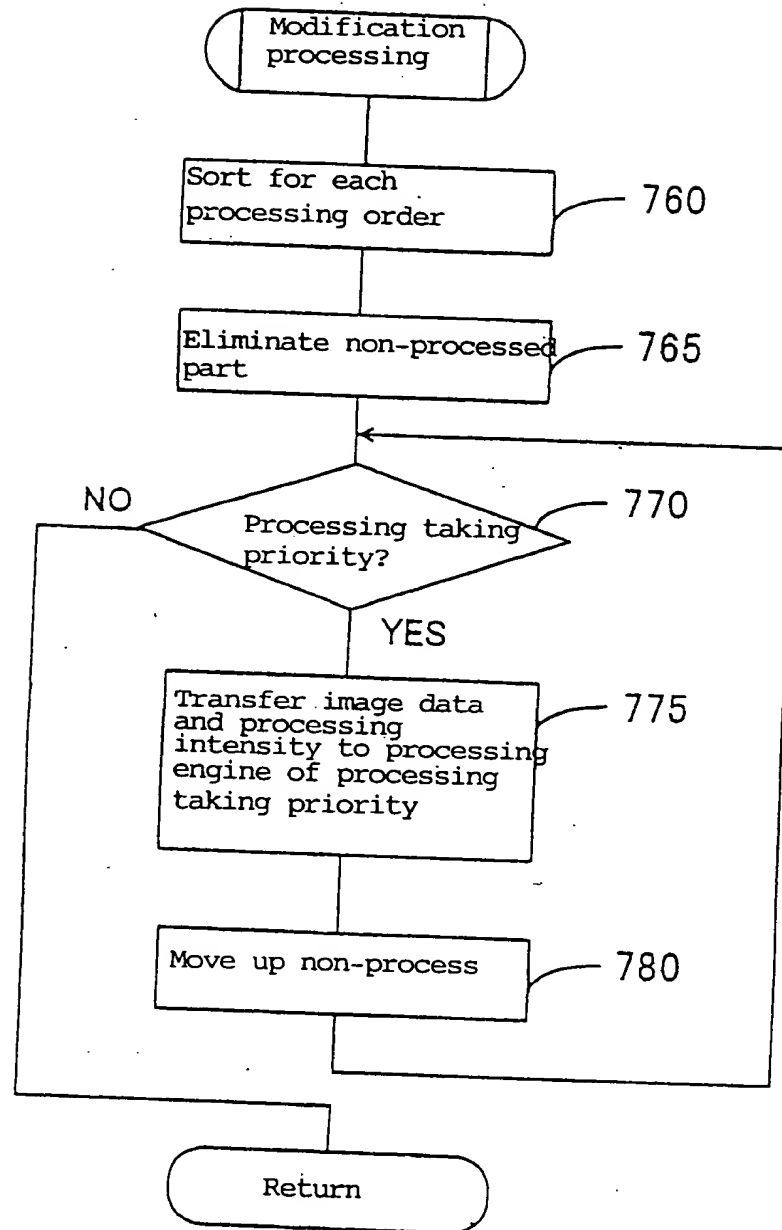 Modification
processing
Sort for each
processing order
760
Eliminate non-processed
part
765
NO
Processing taking
priority?
770
YES
Transfer image data
and processing
intensity to processing
engine of processing
taking priority
775
Move up non-process
780
Return